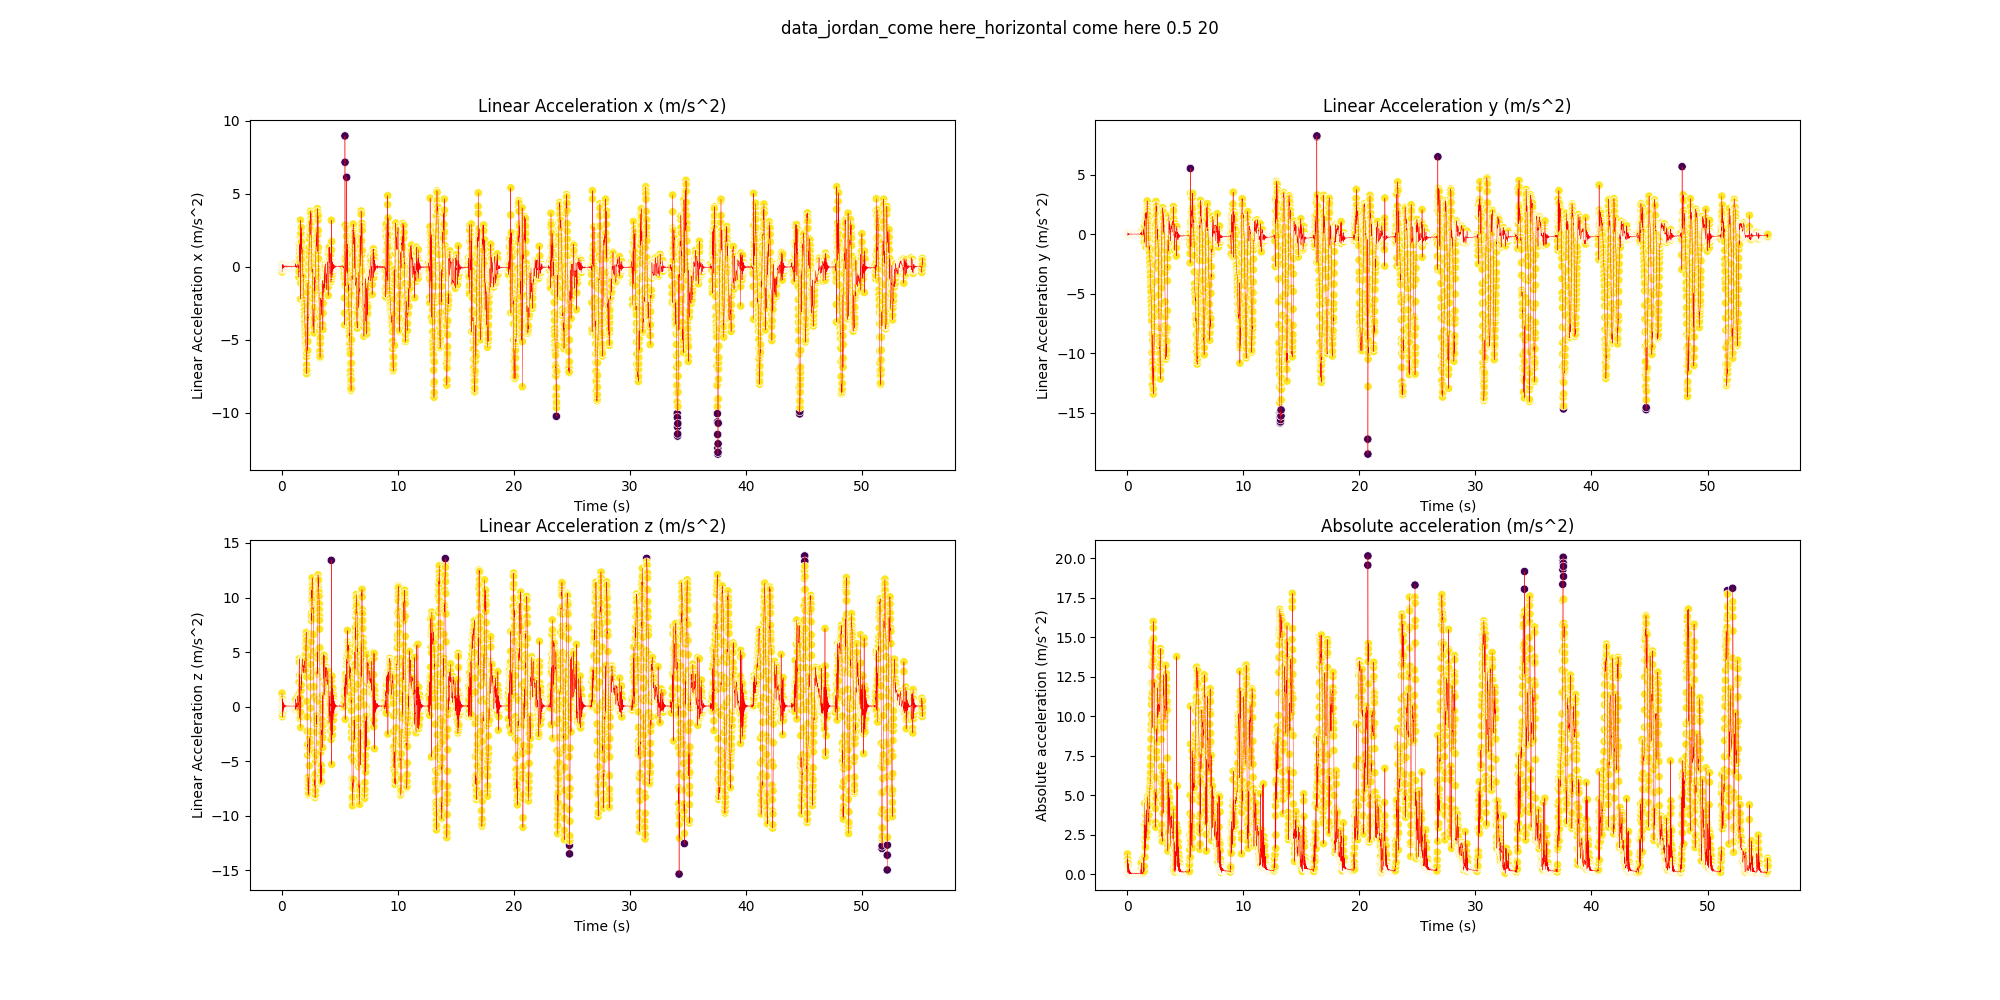 data_jordan_come here_horizontal come here 0.5 20
Linear Acceleration x (m/s^2)
Linear Acceleration x (m/s^2)
10
5
0
−5
−10
0 10 20 30 40 50
Time (s)
Linear Acceleration y (m/s^2)
Linear Acceleration y (m/s^2)
5
0
−5
−10
−15
0 10 20 30 40 50
Time (s)
Linear Acceleration z (m/s^2)
Linear Acceleration z (m/s^2)
15
10
5
0
−5
−10
−15
0 10 20 30 40 50
Time (s)
Absolute acceleration (m/s^2)
Absolute acceleration (m/s^2)
20.0
17.5
15.0
12.5
10.0
7.5
5.0
2.5
0.0
0 10 20 30 40 50
Time (s)